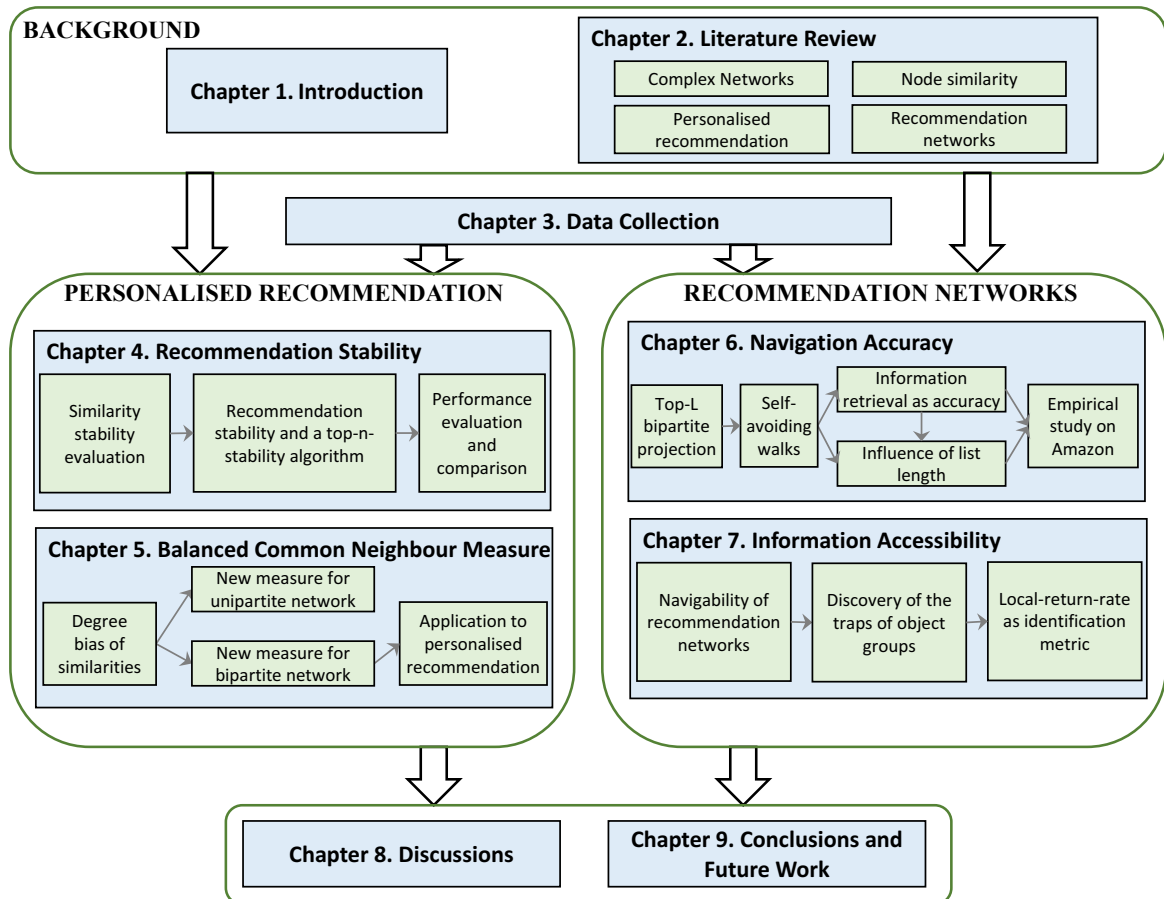 BACKGROUND
Chapter 1. Introduction
Chapter 2. Literature Review
Complex Networks
Node similarity
Personalised
recommendation
Recommendation
networks
Chapter 3. Data Collection
PERSONALISED RECOMMENDATION
Chapter 4. Recommendation Stability
Similarity
stability
evaluation
Recommendation
stability and a top-n-
stability algorithm
Performance
evaluation
and
comparison
Chapter 5. Balanced Common Neighbour Measure
Degree
bias of
similarities
New measure for
unipartite network
New measure for
bipartite network
Application to
personalised
recommendation
RECOMMENDATION NETWORKS
Chapter 6. Navigation Accuracy
Top-L
bipartite
projection
Self-
avoiding
walks
Information
retrieval as accuracy
Influence of list
length
Empirical
study on
Amazon
Chapter 7. Information Accessibility
Navigability of
recommendation
networks
Discovery of the
traps of object
groups
Local-return-rate
as identification
metric
Chapter 8. Discussions
Chapter 9. Conclusions and
Future Work